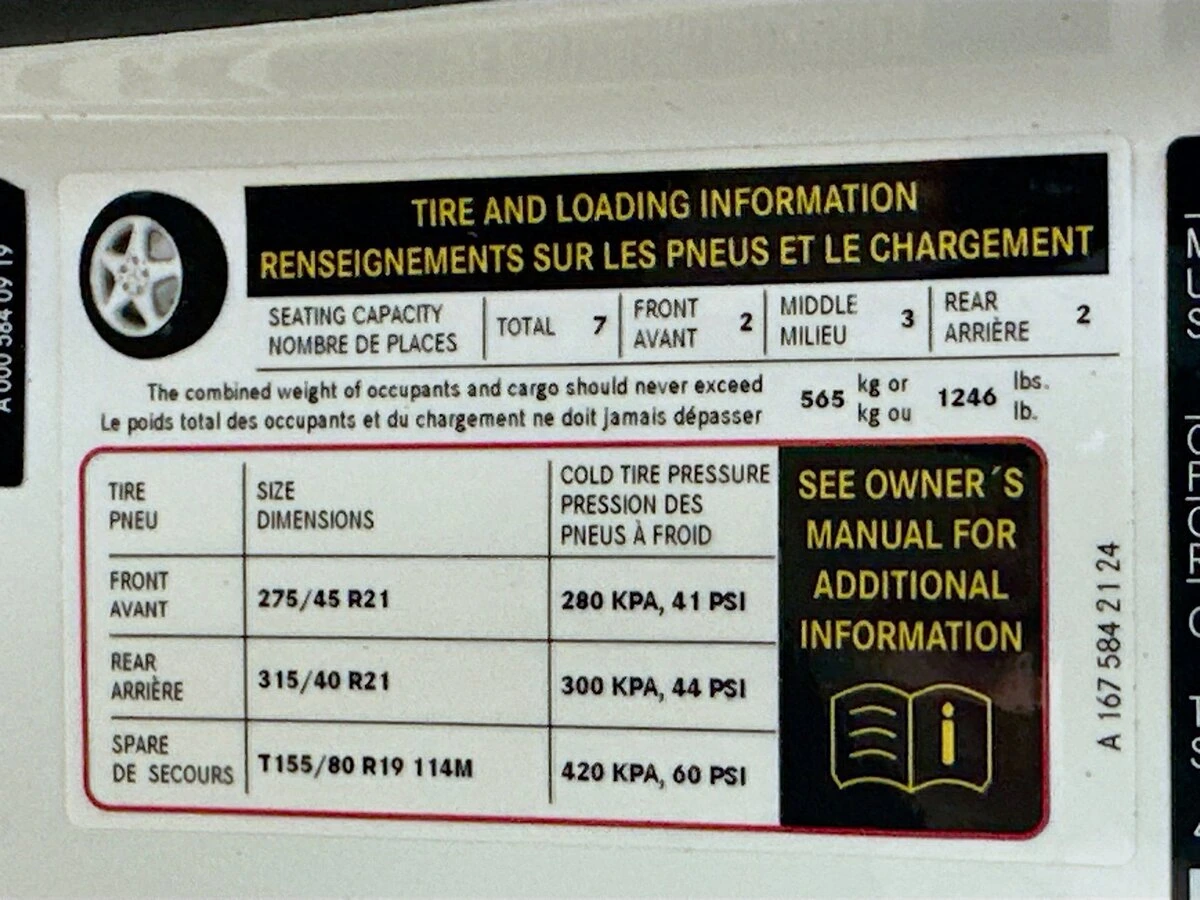 TIRE AND LOADING INFORMATION
RENSEIGNEMENTS SUR LES PNEUS ET LE CHARGEMENT
SEATING CAPACITY
NOMBRE DE PLACES
TOTAL 7
FRONT
AVANT
2
MIDDLE
MILIEU
3
REAR
ARRIÈRE
2
The combined weight of occupants and cargo should never exceed
Le poids total des occupants et du chargement ne doit jamais dépasser
565
kg or
kg ou
1246
lbs.
lb.
TIRE
PNEU
SIZE
DIMENSIONS
COLD TIRE PRESSURE
PRESSION DES
PNEUS À FROID
FRONT
AVANT
275/45 R21
280 KPA, 41 PSI
REAR
ARRIÈRE
315/40 R21
300 KPA, 44 PSI
SPARE
DE SECOURS
T155/80 R19 114M
420 KPA, 60 PSI
SEE OWNER´S
MANUAL FOR
ADDITIONAL
INFORMATION
A 167 584 21 24